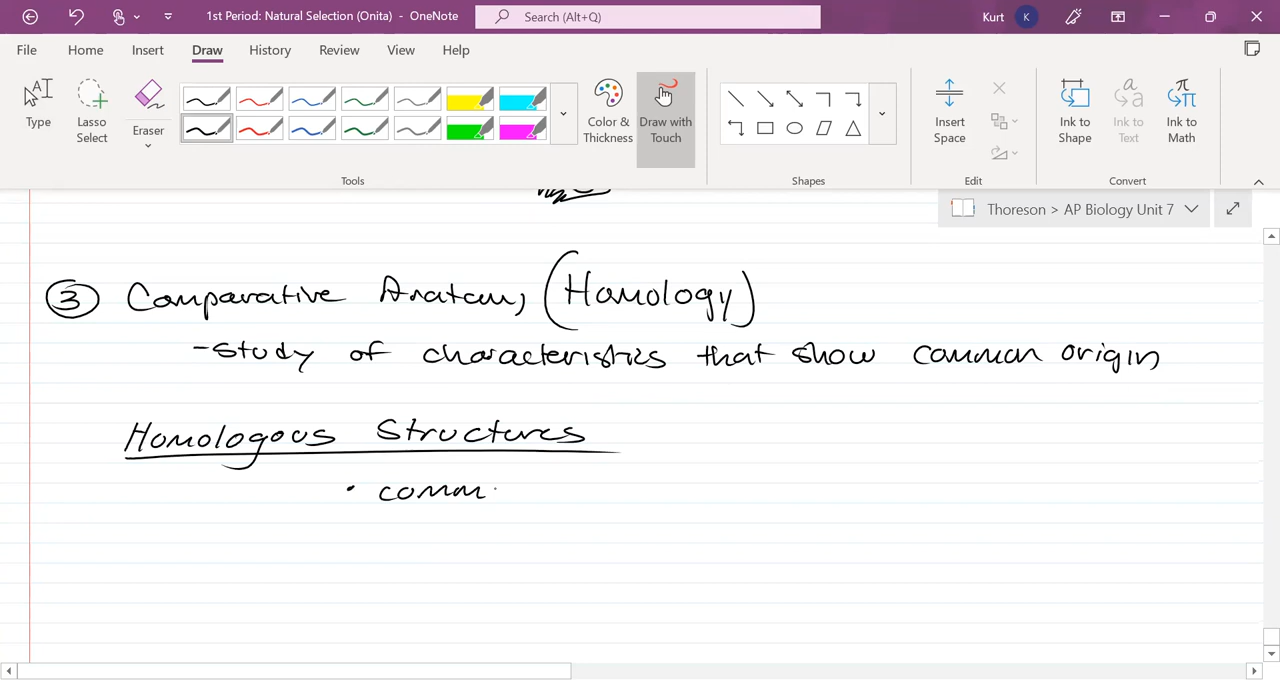 1st Period: Natural Selection (Onita) - OneNote
Search (Alt+Q)
Kurt K
File Home Insert Draw History Review View Help
Type
Lasso Select
Eraser
Color & Thickness
Draw with Touch
Insert Space
Ink to Shape
Ink to Text
Ink to Math
Tools Shapes Edit Convert
Thoreson > AP Biology Unit 7
3 Comparative Anatomy (Homology)
-study of characteristics that show common origin
Homologous Structures
• comm